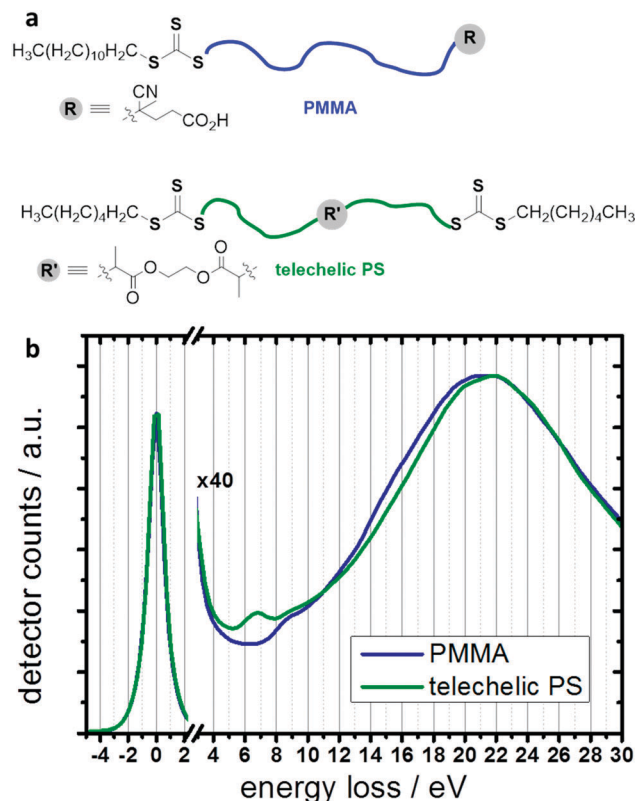 a
H₃C(H₂C)₁₀H₂C S S S R
R ≡ CN CO₂H PMMA
H₃C(H₂C)₄H₂C S S S R' S S S CH₂(CH₂)₄CH₃
R' ≡ O O O O telechelic PS
b
x40
detector counts / a.u.
PMMA
telechelic PS
-4 -2 0 2 4 6 8 10 12 14 16 18 20 22 24 26 28 30
energy loss / eV